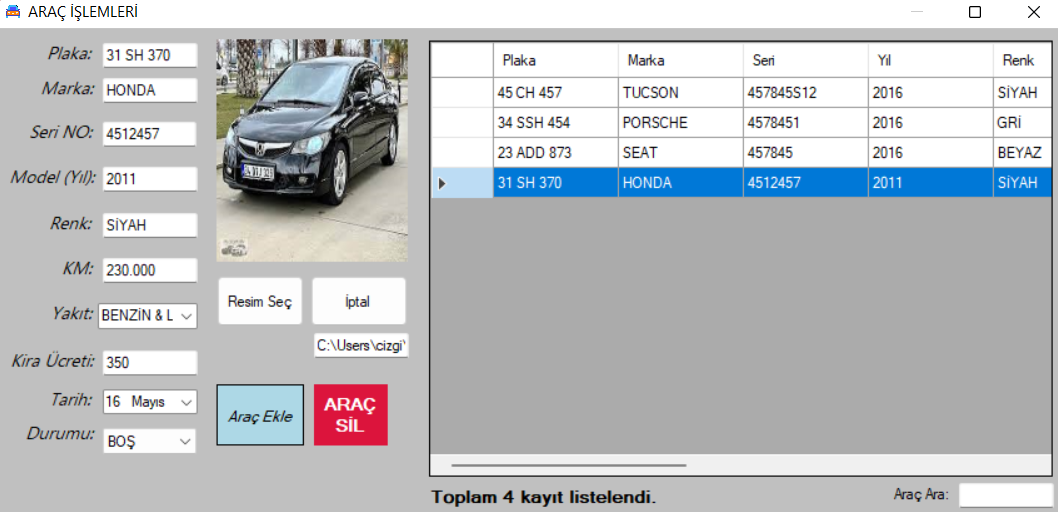 ARAÇ İŞLEMLERİ
Plaka: 31 SH 370
Marka: HONDA
Seri NO: 4512457
Model (Yıl): 2011
Renk: SİYAH
KM: 230.000
Yakıt: BENZİN & L
Kira Ücreti: 350
Tarih: 16 Mayıs
Durumu: BOŞ
Resim Seç
İptal
C:\Users\cizgi'
Araç Ekle
ARAÇ
SİL
Plaka Marka Seri Yıl Renk
45 CH 457 TUCSON 457845S12 2016 SİYAH
34 SSH 454 PORSCHE 4578451 2016 GRİ
23 ADD 873 SEAT 457845 2016 BEYAZ
31 SH 370 HONDA 4512457 2011 SİYAH
Toplam 4 kayıt listelendi.
Araç Ara: